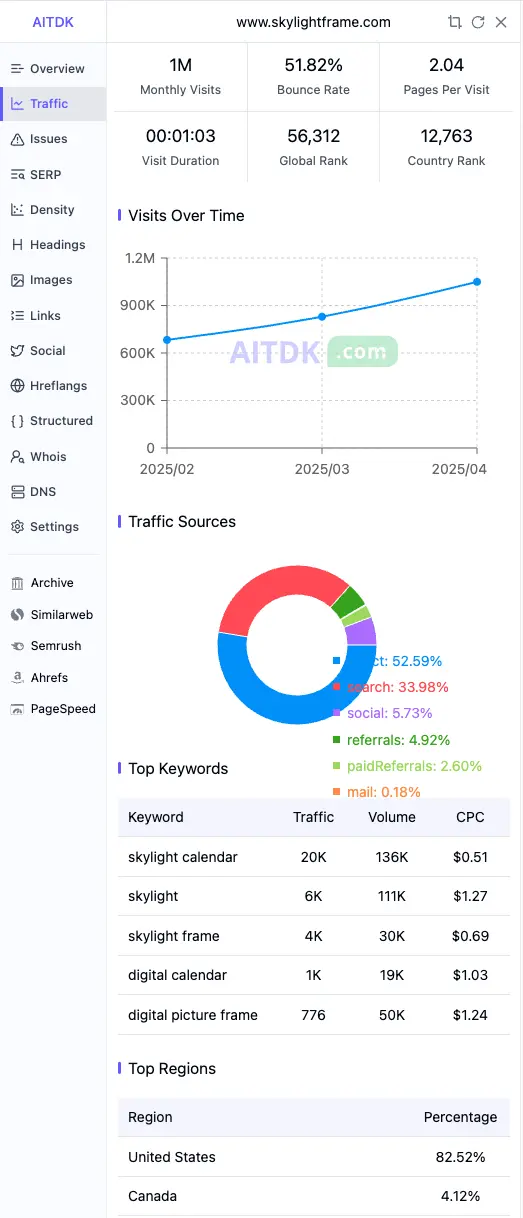 AITDK
www.skylightframe.com
Overview
Traffic
Issues
SERP
Density
Headings
Images
Links
Social
Hreflangs
Structured
Whois
DNS
Settings
Archive
Similarweb
Semrush
Ahrefs
PageSpeed
1M 51.82% 2.04
Monthly Visits Bounce Rate Pages Per Visit
00:01:03 56,312 12,763
Visit Duration Global Rank Country Rank
Visits Over Time
1.2M
900K
600K
300K
0
2025/02 2025/03 2025/04
AITDK .com
Traffic Sources
ct: 52.59%
search: 33.98%
social: 5.73%
referrals: 4.92%
paidReferrals: 2.60%
mail: 0.18%
Top Keywords
Keyword Traffic Volume CPC
skylight calendar 20K 136K $0.51
skylight 6K 111K $1.27
skylight frame 4K 30K $0.69
digital calendar 1K 19K $1.03
digital picture frame 776 50K $1.24
Top Regions
Region Percentage
United States 82.52%
Canada 4.12%